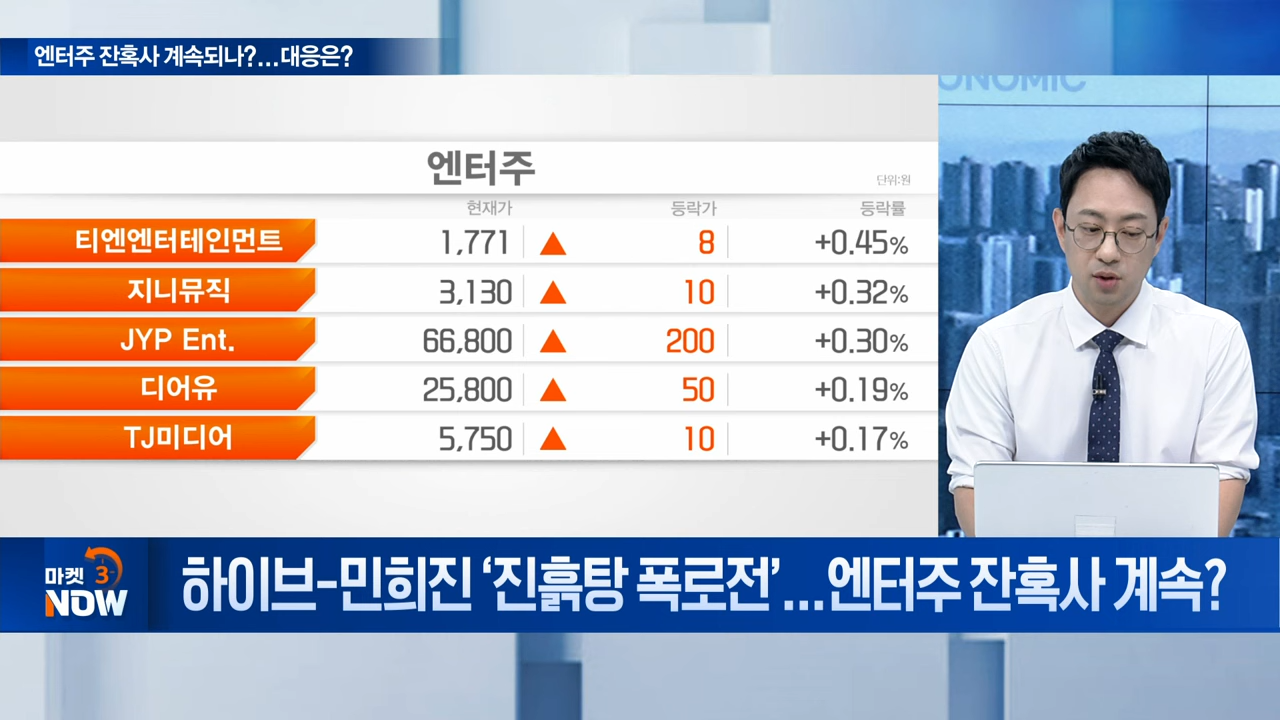 엔터주 잔혹사 계속되나?…대응은?
ONOMIC
엔터주
단위:원
현재가 등락가 등락률
티엔엔터테인먼트 1,771 ▲ 8 +0.45%
지니뮤직 3,130 ▲ 10 +0.32%
JYP Ent. 66,800 ▲ 200 +0.30%
디어유 25,800 ▲ 50 +0.19%
TJ미디어 5,750 ▲ 10 +0.17%
마켓 3
NOW
하이브-민희진 ‘진흙탕 폭로전’…엔터주 잔혹사 계속?